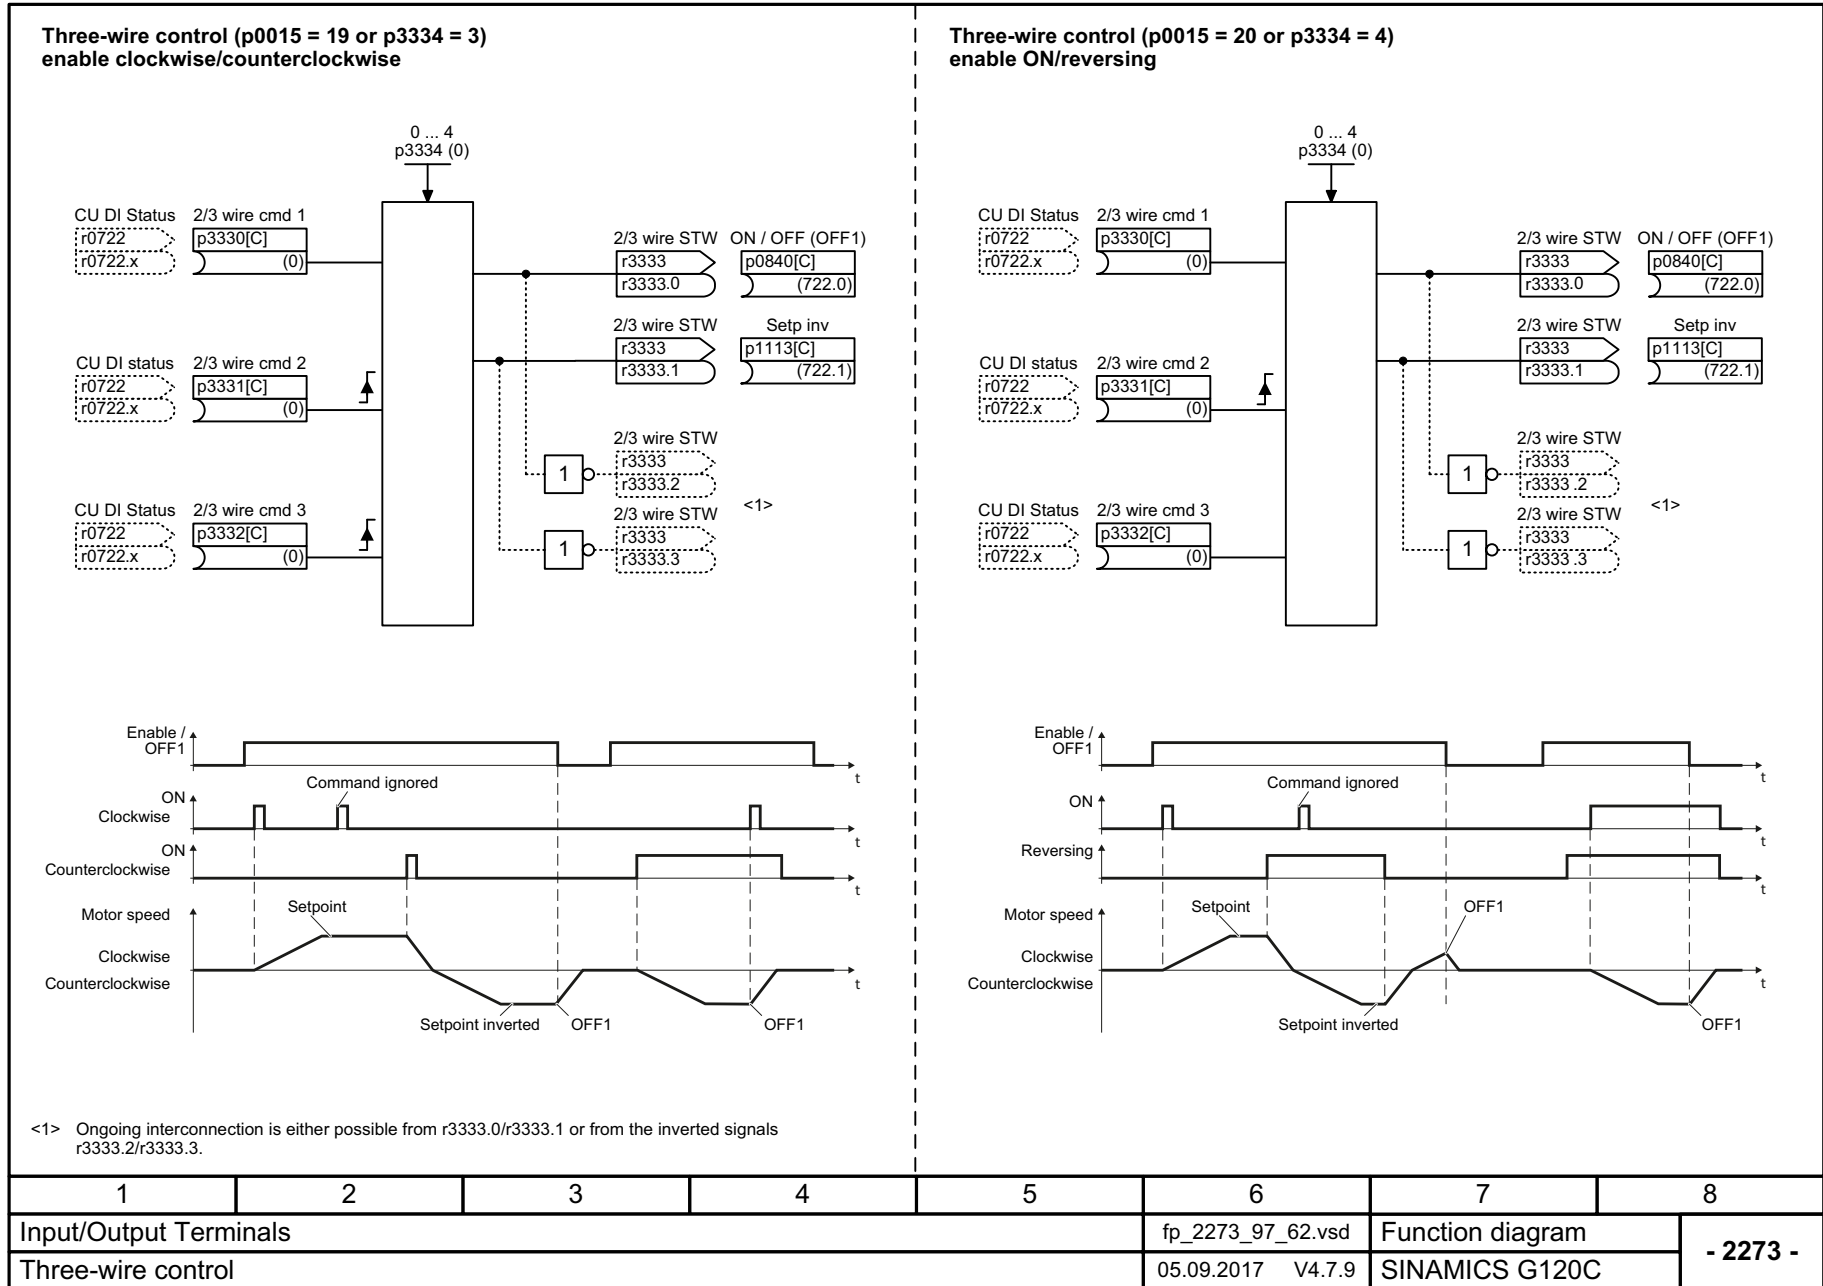 Three-wire control (p0015 = 19 or p3334 = 3)
enable clockwise/counterclockwise
0 ... 4
p3334 (0)
CU DI Status 2/3 wire cmd 1
r0722 p3330[C]
r0722.x (0)
2/3 wire STW ON / OFF (OFF1)
r3333 p0840[C]
r3333.0 (722.0)
2/3 wire STW Setp inv
r3333 p1113[C]
r3333.1 (722.1)
CU DI status 2/3 wire cmd 2
r0722 p3331[C]
r0722.x (0)
2/3 wire STW
r3333
1 r3333.2
<1>
CU DI Status 2/3 wire cmd 3
r0722 p3332[C]
r0722.x (0)
2/3 wire STW
r3333
1 r3333.3
Enable /
OFF1
t
Command ignored
ON
Clockwise
t
ON
Counterclockwise
t
Motor speed
Setpoint
Clockwise
Counterclockwise
t
Setpoint inverted OFF1 OFF1
<1> Ongoing interconnection is either possible from r3333.0/r3333.1 or from the inverted signals
r3333.2/r3333.3.
Three-wire control (p0015 = 20 or p3334 = 4)
enable ON/reversing
0 ... 4
p3334 (0)
CU DI Status 2/3 wire cmd 1
r0722 p3330[C]
r0722.x (0)
2/3 wire STW ON / OFF (OFF1)
r3333 p0840[C]
r3333.0 (722.0)
2/3 wire STW Setp inv
r3333 p1113[C]
r3333.1 (722.1)
CU DI status 2/3 wire cmd 2
r0722 p3331[C]
r0722.x (0)
2/3 wire STW
r3333
1 r3333 .2
<1>
CU DI Status 2/3 wire cmd 3
r0722 p3332[C]
r0722.x (0)
2/3 wire STW
r3333
1 r3333 .3
Enable /
OFF1
t
Command ignored
ON
t
Reversing
t
Motor speed
Setpoint OFF1
Clockwise
Counterclockwise
t
Setpoint inverted OFF1
1 2 3 4 5 6 7 8
Input/Output Terminals fp_2273_97_62.vsd Function diagram
- 2273 -
Three-wire control 05.09.2017 V4.7.9 SINAMICS G120C